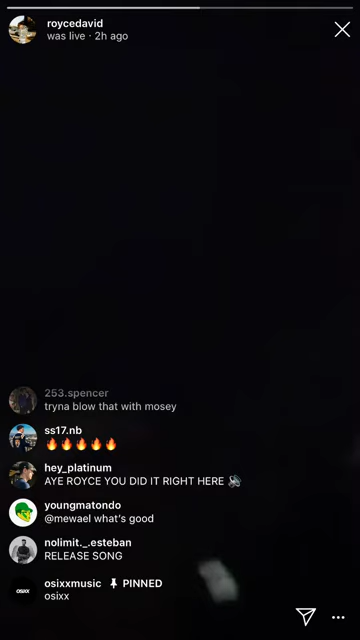 roycedavid
was live · 2h ago
253.spencer
tryna blow that with mosey
ss17.nb
🔥🔥🔥🔥🔥
hey_platinum
AYE ROYCE YOU DID IT RIGHT HERE 🔊
youngmatondo
@mewael what's good
nolimit._.esteban
RELEASE SONG
osixxmusic 📌 PINNED
osixx
OSIXX